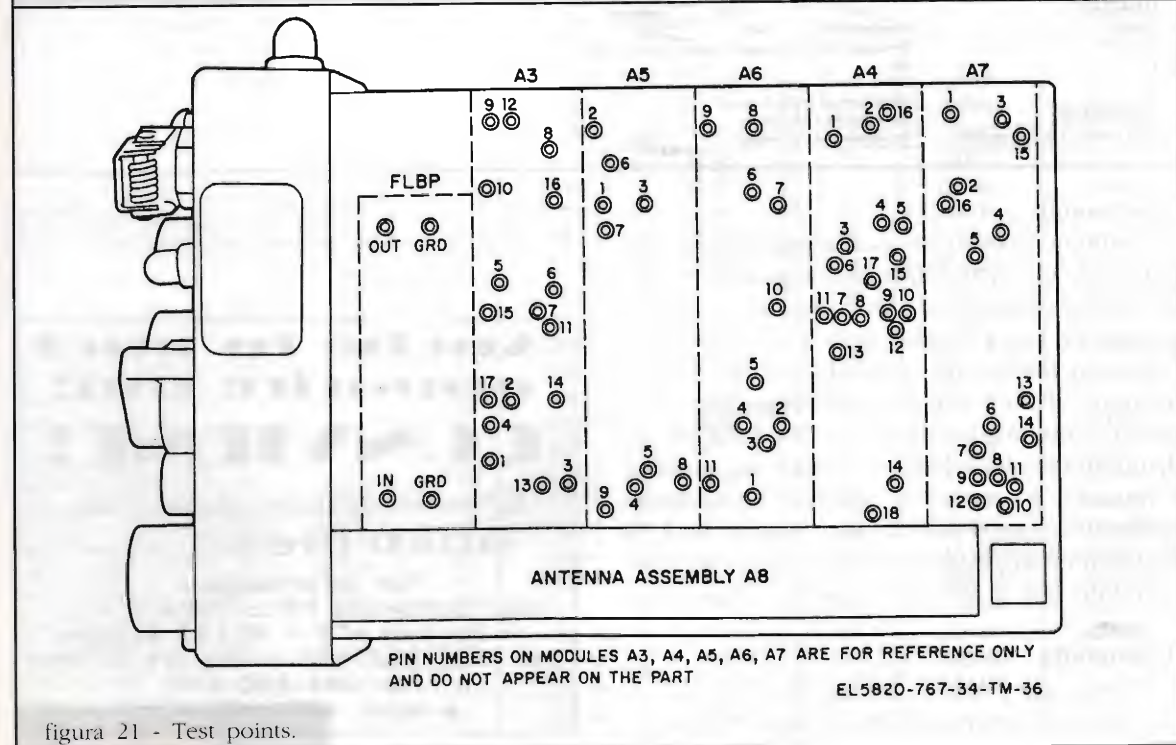 A3 A5 A6 A4 A7
9 12 2 9 8 1 2 16 1 3
8 6 15
FLBP 10 16 1 3 6 7 2
OUT GRD 7 4 5 16 4
3 5
5 6 6 17 15
15 7 10 11 7 8 9 10
11 12
13
17 2 14 5 13
4 4 2 6 14
1 3 7
IN GRD 13 3 5 8 11 14 9 8 11
9 4 1 18 12 10
ANTENNA ASSEMBLY A8
PIN NUMBERS ON MODULES A3, A4, A5, A6, A7 ARE FOR REFERENCE ONLY
AND DO NOT APPEAR ON THE PART
EL5820-767-34-TM-36
figura 21 - Test points.